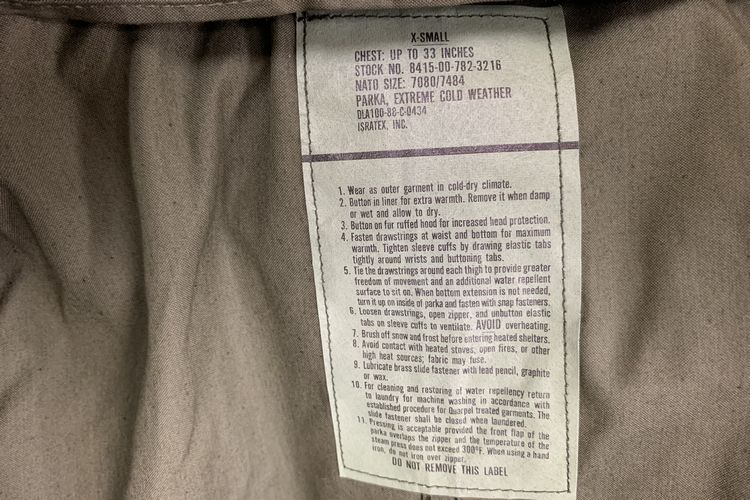 X-SMALL
CHEST: UP TO 33 INCHES
STOCK NO. 8415-00-782-3216
NATO SIZE: 7080/7484
PARKA, EXTREME COLD WEATHER
DLA100-88-C-0434
ISRATEX, INC.
1. Wear as outer garment in cold-dry climate.
2. Button in liner for extra warmth. Remove it when damp
or wet and allow to dry.
3. Button on fur ruffed hood for increased head protection.
4. Fasten drawstrings at waist and bottom for maximum
warmth. Tighten sleeve cuffs by drawing elastic tabs
tightly around wrists and buttoning tabs.
5. Tie the drawstrings around each thigh to provide greater
freedom of movement and an additional water repellent
surface to sit on. When bottom extension is not needed,
turn it up on inside of parka and fasten with snap fasteners.
6. Loosen drawstrings, open zipper, and unbutton elastic
tabs on sleeve cuffs to ventilate. AVOID overheating.
7. Brush off snow and frost before entering heated shelters.
8. Avoid contact with heated stoves, open fires, or other
high heat sources; fabric may fuse.
9. Lubricate brass slide fastener with lead pencil, graphite
or wax.
10. For cleaning and restoring of water repellency return
to laundry for machine washing in accordance with
established procedure for Quarpel treated garments. The
slide fastener shall be closed when laundered.
11. Pressing is acceptable provided the front flap of the
parka overlaps the zipper and the temperature of the
steam press does not exceed 300°F. When using a hand
iron, do not iron over zipper.
DO NOT REMOVE THIS LABEL